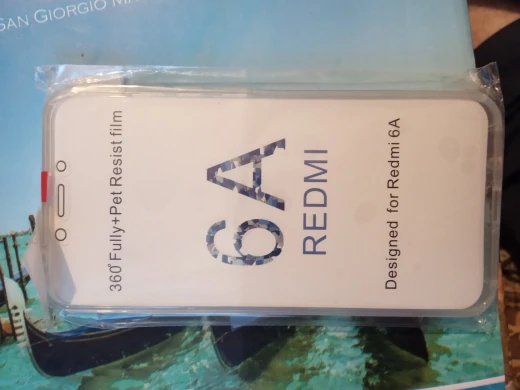 SAN GIORGIO
360° Fully+Pet Resist film
6A
REDMI
Designed for Redmi 6A